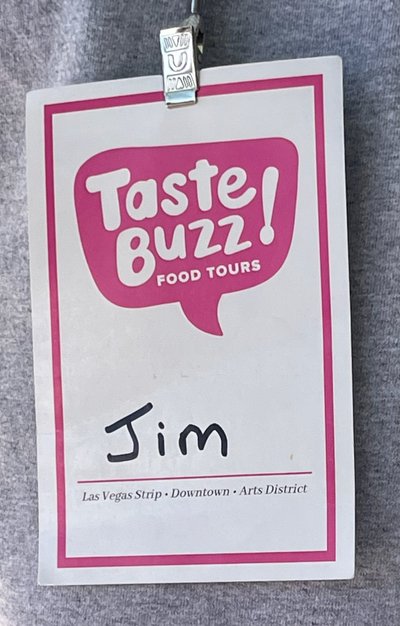 Taste
Buzz!
FOOD TOURS
Jim
Las Vegas Strip • Downtown • Arts District